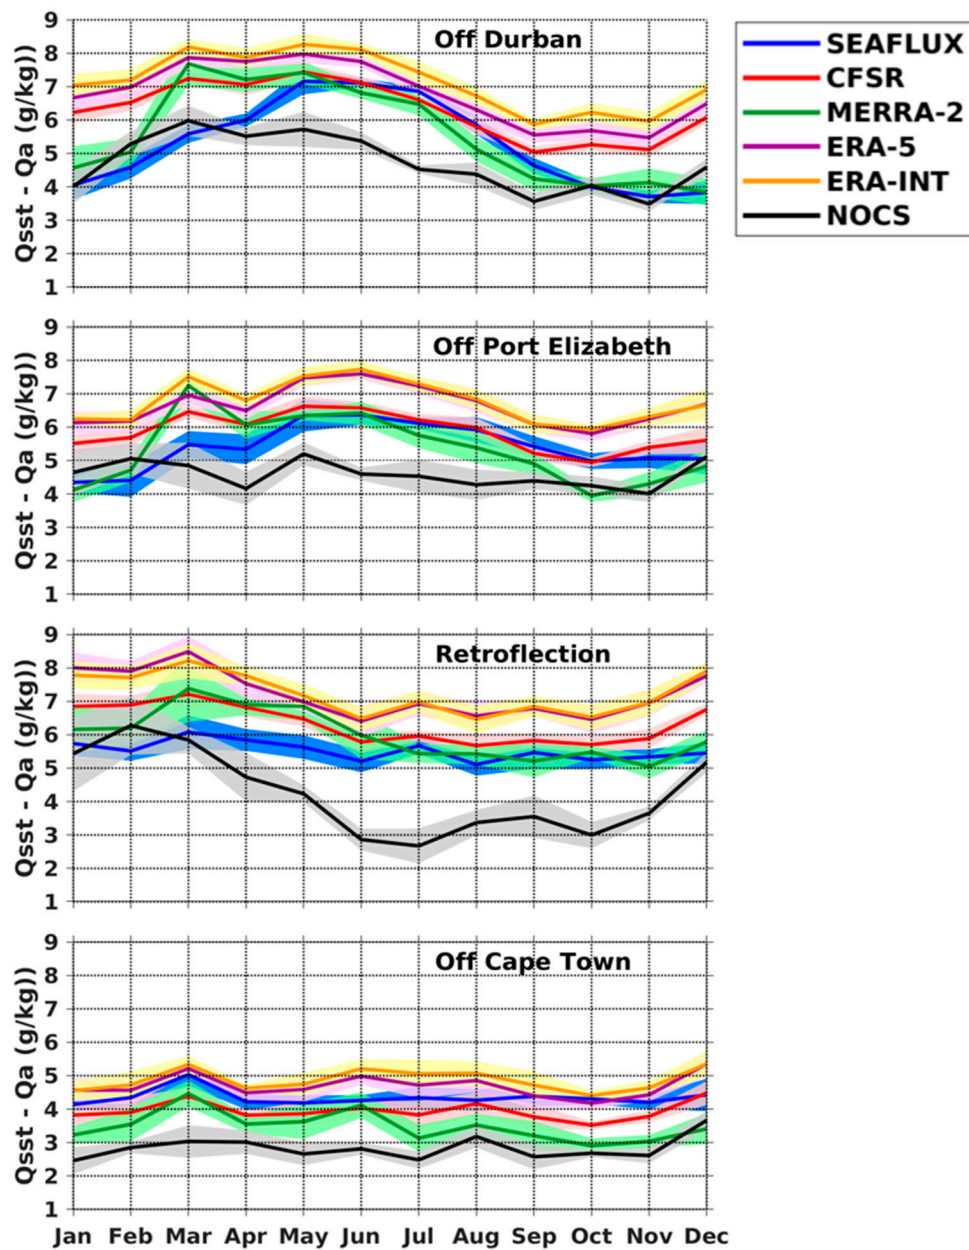 Off Durban
Qsst - Qa (g/kg))
9
8
7
6
5
4
3
2
1
SEAFLUX
CFSR
MERRA-2
ERA-5
ERA-INT
NOCS
Off Port Elizabeth
Qsst - Qa (g/kg))
9
8
7
6
5
4
3
2
1
Retroflection
Qsst - Qa (g/kg))
9
8
7
6
5
4
3
2
1
Off Cape Town
Qsst - Qa (g/kg))
9
8
7
6
5
4
3
2
1
Jan Feb Mar Apr May Jun Jul Aug Sep Oct Nov Dec